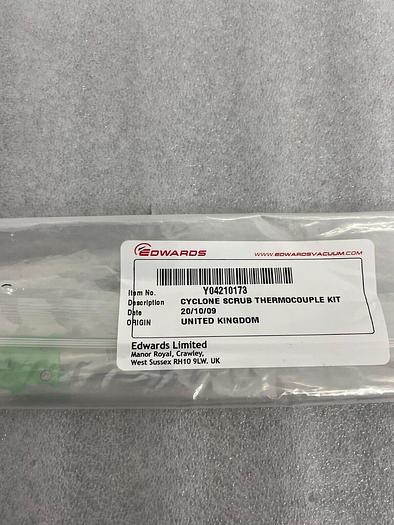 EDWARDS WWW.EDWARDSVACUUM.COM
Item No. Y04210173
Description CYCLONE SCRUB THERMOCOUPLE KIT
Date 20/10/09
ORIGIN UNITED KINGDOM
Edwards Limited
Manor Royal, Crawley,
West Sussex RH10 9LW. UK